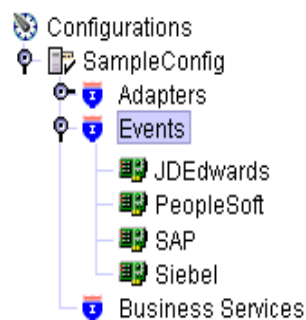 Configurations
SampleConfig
Adapters
Events
JDEdwards
PeopleSoft
SAP
Siebel
Business Services